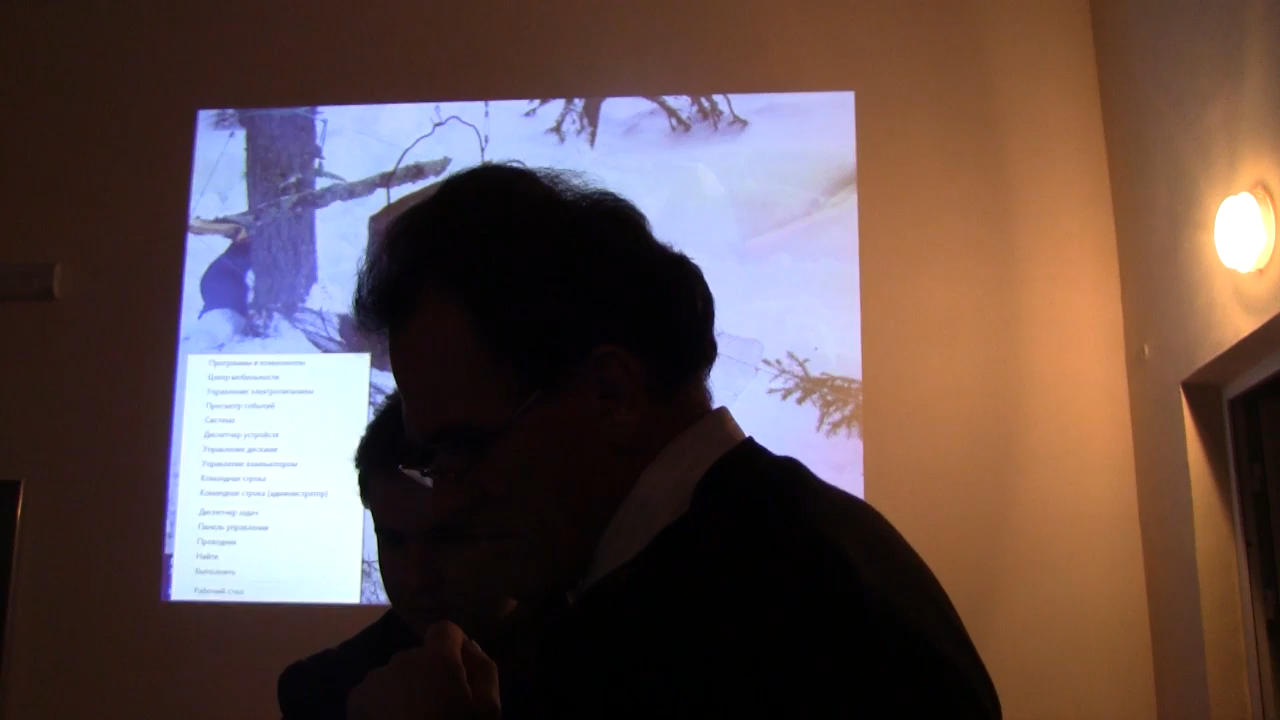 Программы и компоненты
Центр мобильности
Управление электропитанием
Просмотр событий
Система
Диспетчер устройств
Управление дисками
Управление компьютером
Командная строка
Командная строка (администратор)
Диспетчер задач
Панель управления
Проводник
Найти
Выполнить
Рабочий стол